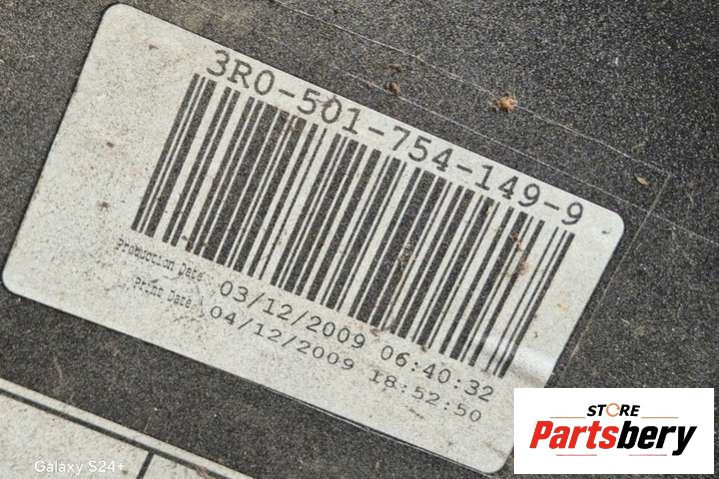 3R0-501-754-149-9
Production Date 03/12/2009 06:40:32
Print Date 04/12/2009 18:52:50
Galaxy S24+
STORE
Partsbery